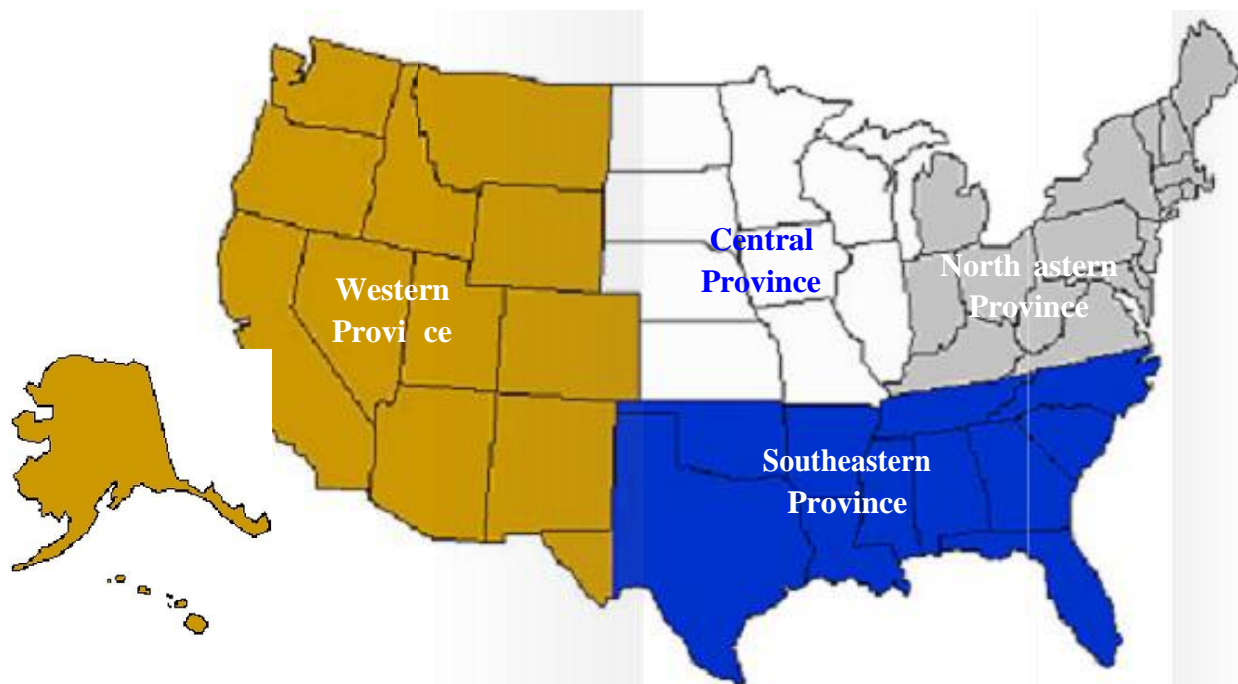 Western
Provi ce
Central
Province
North astern
Province
Southeastern
Province